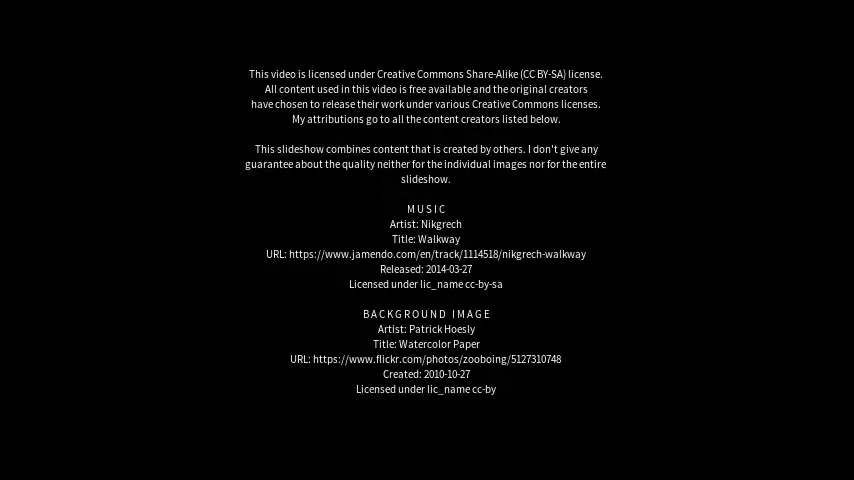 This video is licensed under Creative Commons Share-Alike (CC BY-SA) license.
All content used in this video is free available and the original creators
have chosen to release their work under various Creative Commons licenses.
My attributions go to all the content creators listed below.
This slideshow combines content that is created by others. I don't give any
guarantee about the quality neither for the individual images nor for the entire
slideshow.
MUSIC
Artist: Nikgrech
Title: Walkway
URL: https://www.jamendo.com/en/track/1114518/nikgrech-walkway
Released: 2014-03-27
Licensed under lic_name cc-by-sa
BACKGROUND IMAGE
Artist: Patrick Hoesly
Title: Watercolor Paper
URL: https://www.flickr.com/photos/zooboing/5127310748
Created: 2010-10-27
Licensed under lic_name cc-by